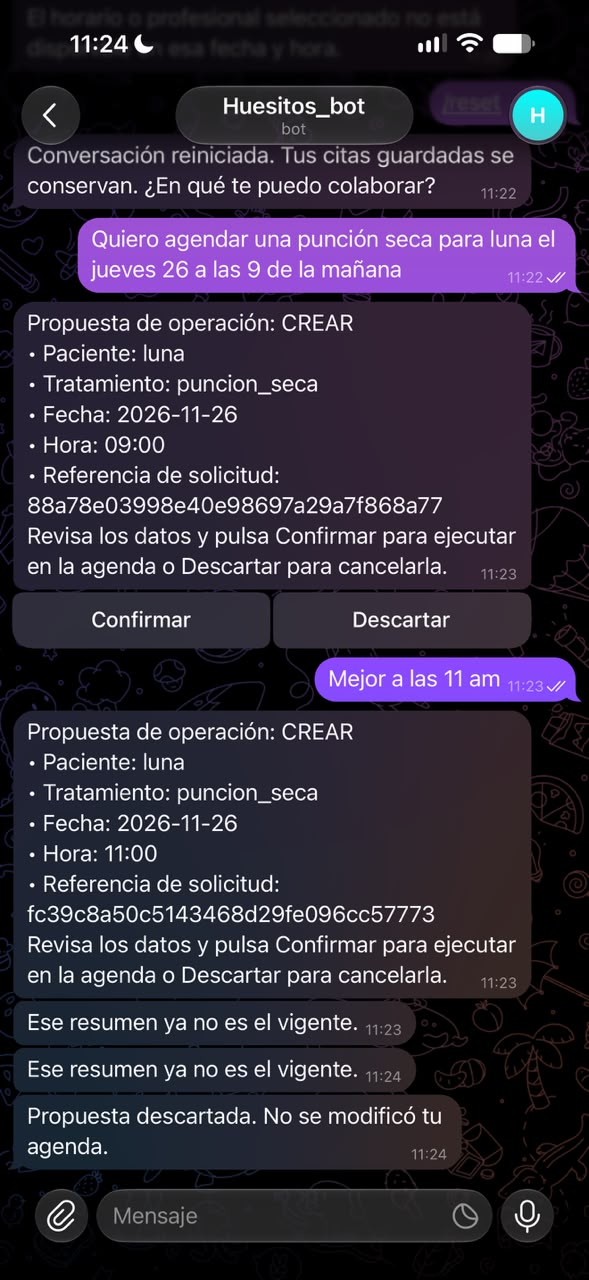 El horario o profesional seleccionado no está
en esa fecha y hora.
11:24
/reset
Huesitos_bot
bot
H
Conversación reiniciada. Tus citas guardadas se
conservan. ¿En qué te puedo colaborar?
11:22
Quiero agendar una punción seca para luna el
jueves 26 a las 9 de la mañana
11:22
Propuesta de operación: CREAR
• Paciente: luna
• Tratamiento: puncion_seca
• Fecha: 2026-11-26
• Hora: 09:00
• Referencia de solicitud:
88a78e03998e40e98697a29a7f868a77
Revisa los datos y pulsa Confirmar para ejecutar
en la agenda o Descartar para cancelarla.
11:23
Confirmar
Descartar
Mejor a las 11 am
11:23
Propuesta de operación: CREAR
• Paciente: luna
• Tratamiento: puncion_seca
• Fecha: 2026-11-26
• Hora: 11:00
• Referencia de solicitud:
fc39c8a50c5143468d29fe096cc57773
Revisa los datos y pulsa Confirmar para ejecutar
en la agenda o Descartar para cancelarla.
11:23
Ese resumen ya no es el vigente.
11:23
Ese resumen ya no es el vigente.
11:24
Propuesta descartada. No se modificó tu
agenda.
11:24
Mensaje